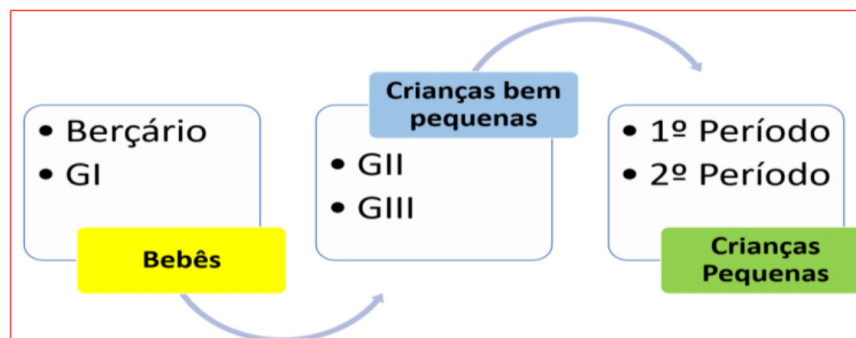 • Berçário
• GI
Bebês
Crianças bem
pequenas
• GII
• GIII
• 1º Período
• 2º Período
Crianças
Pequenas